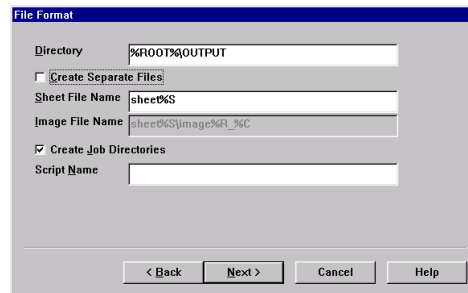 File Format
Directory
%ROOT%\OUTPUT
Create Separate Files
Sheet File Name
sheet%S
Image File Name
sheet%S\image%R_%C
Create Job Directories
Script Name
< Back
Next >
Cancel
Help